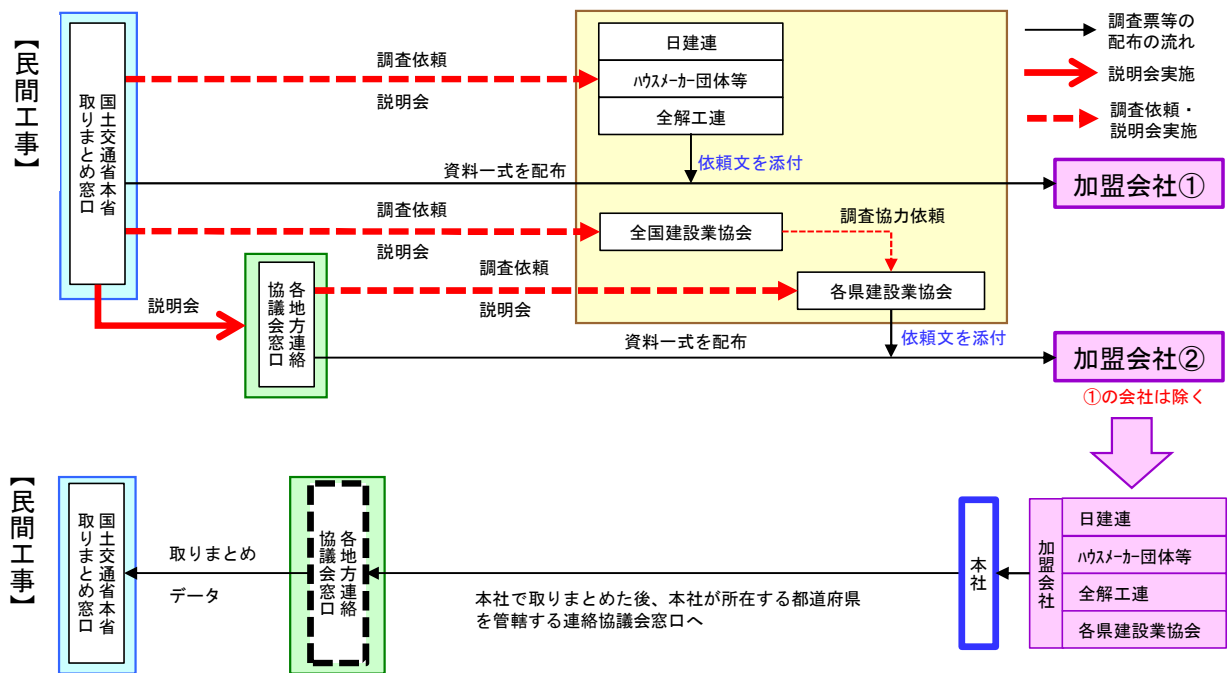 【民間工事】
国土交通省本省
取りまとめ窓口
調査依頼
説明会
日建連
ﾊｳｽﾒｰｶｰ団体等
全解工連
依頼文を添付
資料一式を配布
加盟会社①
調査票等の
配布の流れ
説明会実施
調査依頼・
説明会実施
調査依頼
説明会
全国建設業協会
調査協力依頼
説明会
各地方連絡
協議会窓口
調査依頼
説明会
各県建設業協会
依頼文を添付
資料一式を配布
加盟会社②
①の会社は除く
【民間工事】
国土交通省本省
取りまとめ窓口
取りまとめ
データ
各地方連絡
協議会窓口
本社で取りまとめた後、本社が所在する都道府県
を管轄する連絡協議会窓口へ
本社
加盟会社
日建連
ﾊｳｽﾒｰｶｰ団体等
全解工連
各県建設業協会